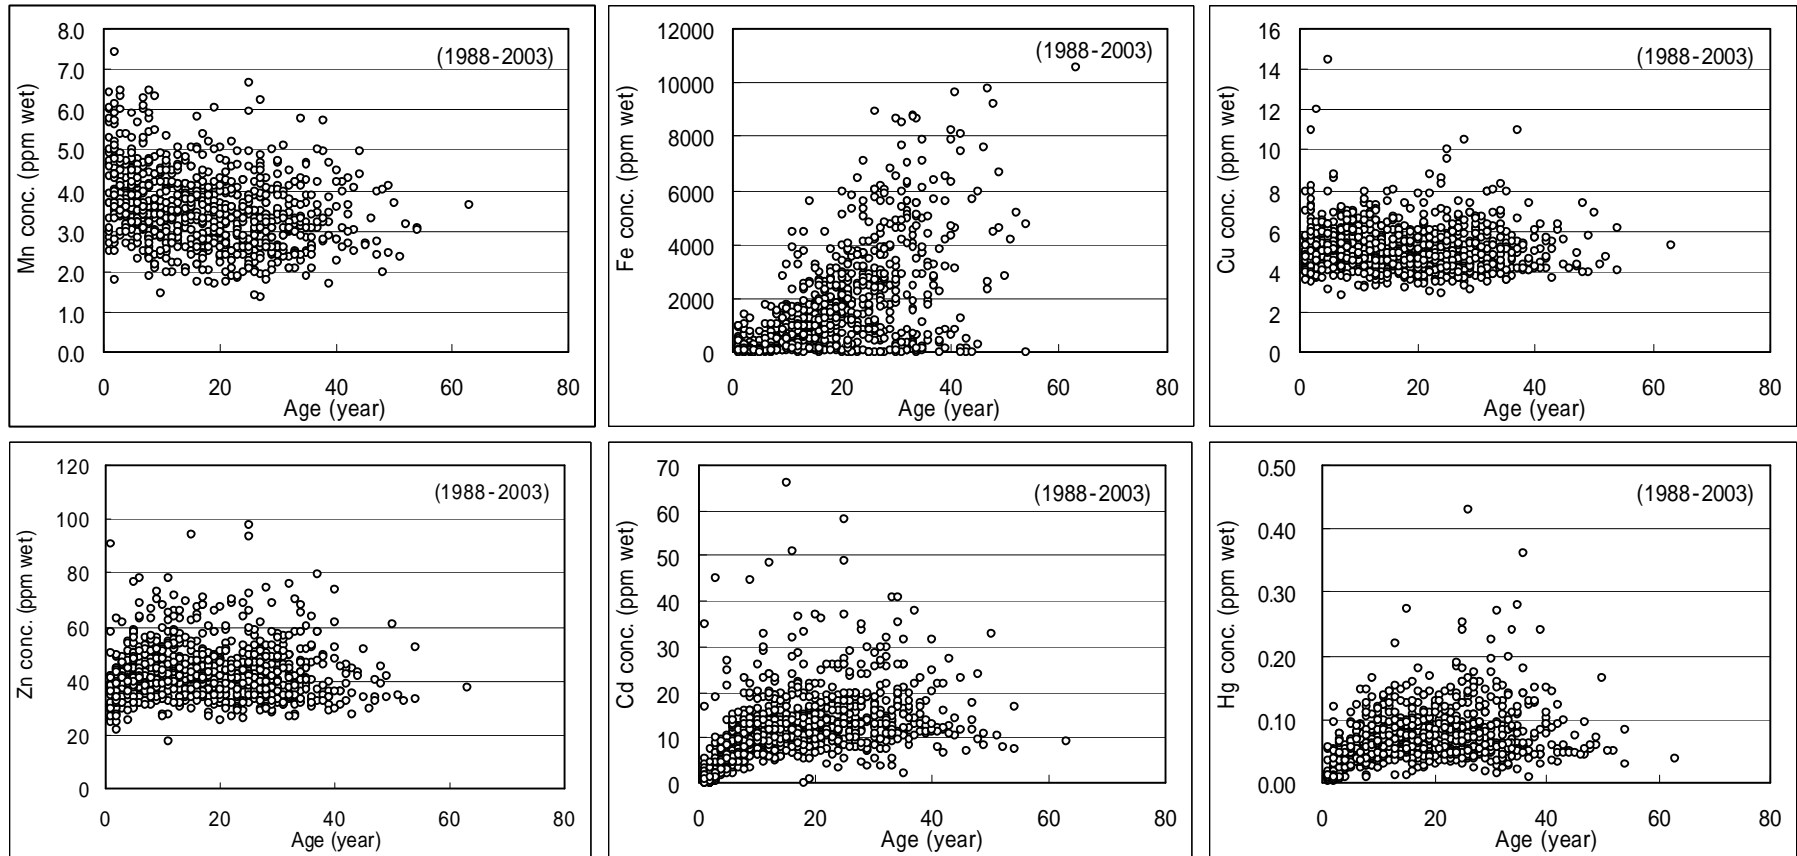 8.0
7.0
6.0
5.0
4.0
3.0
2.0
1.0
0.0
Mn conc. (ppm wet)
(1988-2003)
0 20 40 60 80
Age (year)
12000
10000
8000
6000
4000
2000
0
Fe conc. (ppm wet)
(1988-2003)
0 20 40 60 80
Age (year)
16
14
12
10
8
6
4
2
0
Cu conc. (ppm wet)
(1988-2003)
0 20 40 60 80
Age (year)
120
100
80
60
40
20
0
Zn conc. (ppm wet)
(1988-2003)
0 20 40 60 80
Age (year)
70
60
50
40
30
20
10
0
Cd conc. (ppm wet)
(1988-2003)
0 20 40 60 80
Age (year)
0.50
0.40
0.30
0.20
0.10
0.00
Hg conc. (ppm wet)
(1988-2003)
0 20 40 60 80
Age (year)